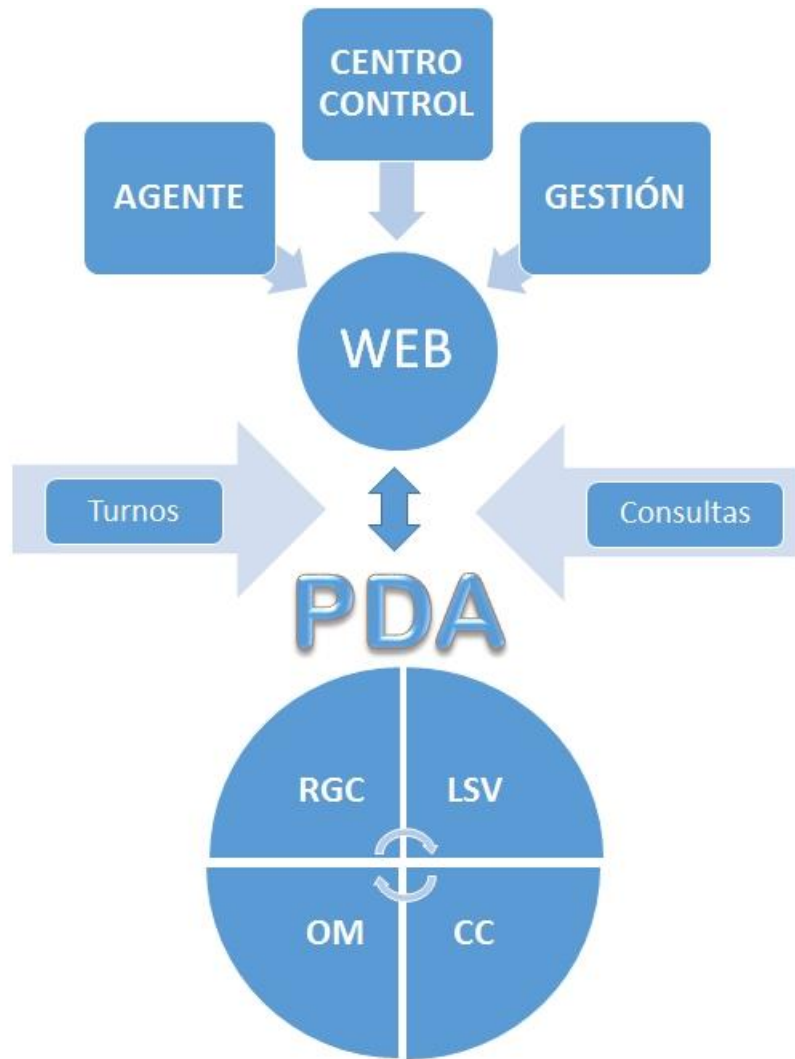 CENTRO
CONTROL
AGENTE
GESTIÓN
WEB
Turnos
Consultas
PDA
RGC
LSV
OM
CC